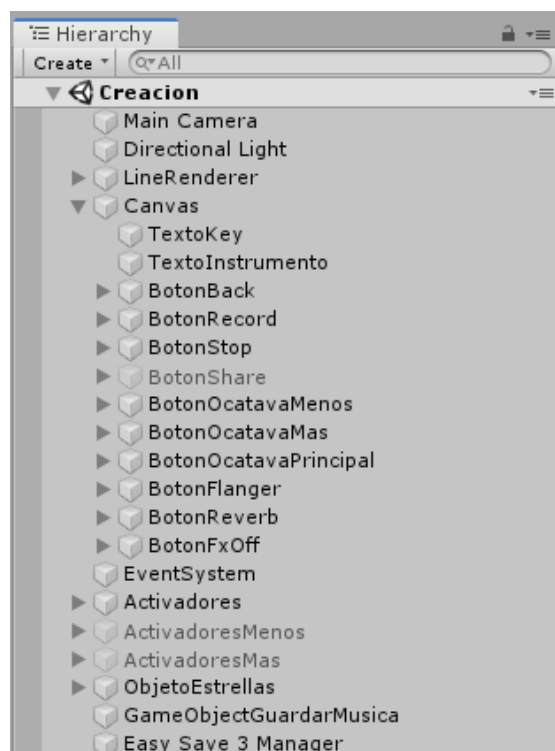 Hierarchy
Create All
Creacion
Main Camera
Directional Light
LineRenderer
Canvas
TextoKey
TextoInstrumento
BotonBack
BotonRecord
BotonStop
BotonShare
BotonOcatavaMenos
BotonOcatavaMas
BotonOcatavaPrincipal
BotonFlanger
BotonReverb
BotonFxOff
EventSystem
Activadores
ActivadoresMenos
ActivadoresMas
ObjetoEstrellas
GameObjectGuardarMusica
Easy Save 3 Manager